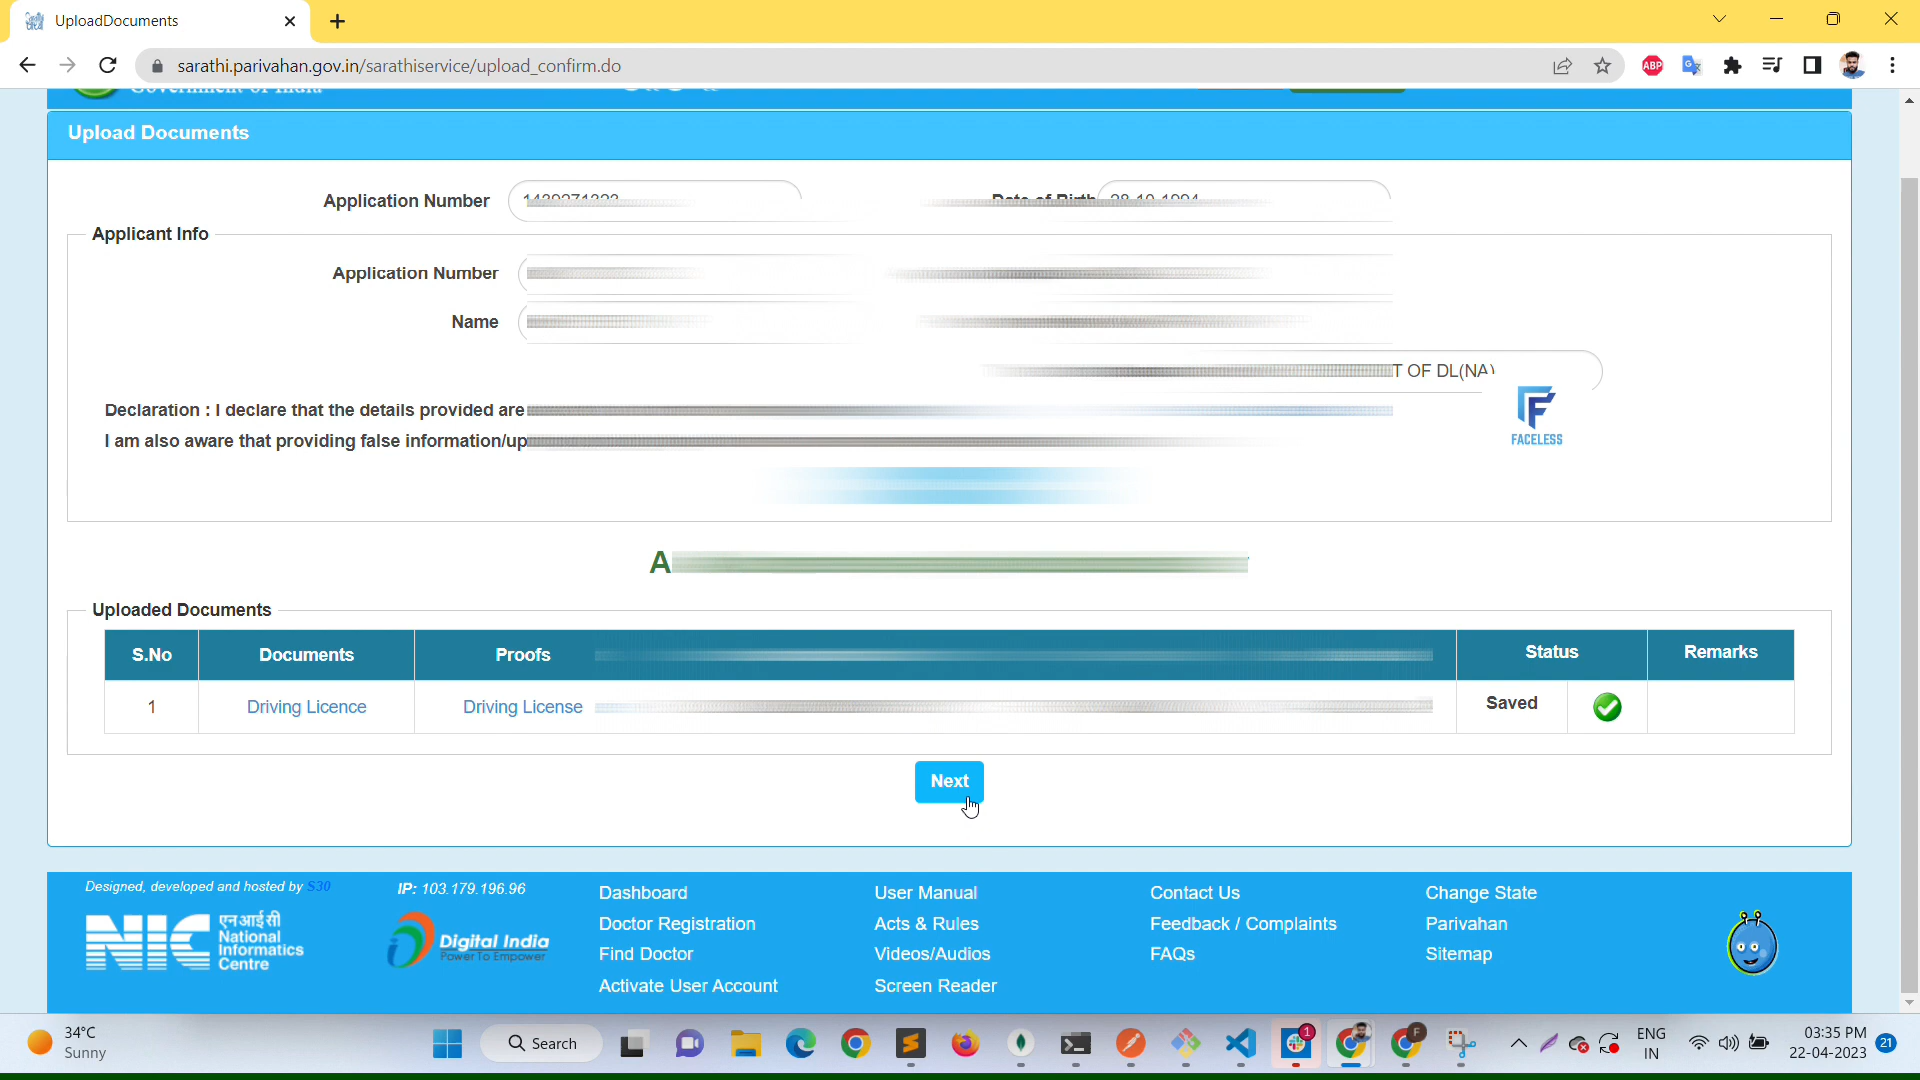 UploadDocuments
sarathi.parivahan.gov.in/sarathiservice/upload_confirm.do
ABP
Upload Documents
Application Number
Applicant Info
Application Number
Name
T OF DL(NA)
Declaration : I declare that the details provided are
I am also aware that providing false information/up
FACELESS
A
Uploaded Documents
S.No Documents Proofs Status Remarks
1 Driving Licence Driving License Saved
Next
Designed, developed and hosted by S30
IP: 103.179.196.96
NIC एन आई सी
National
Informatics
Centre
Digital India
Power To Empower
Dashboard
Doctor Registration
Find Doctor
Activate User Account
User Manual
Acts & Rules
Videos/Audios
Screen Reader
Contact Us
Feedback / Complaints
FAQs
Change State
Parivahan
Sitemap
34°C
Sunny
Search
1
F
ENG
IN
03:35 PM
22-04-2023
21